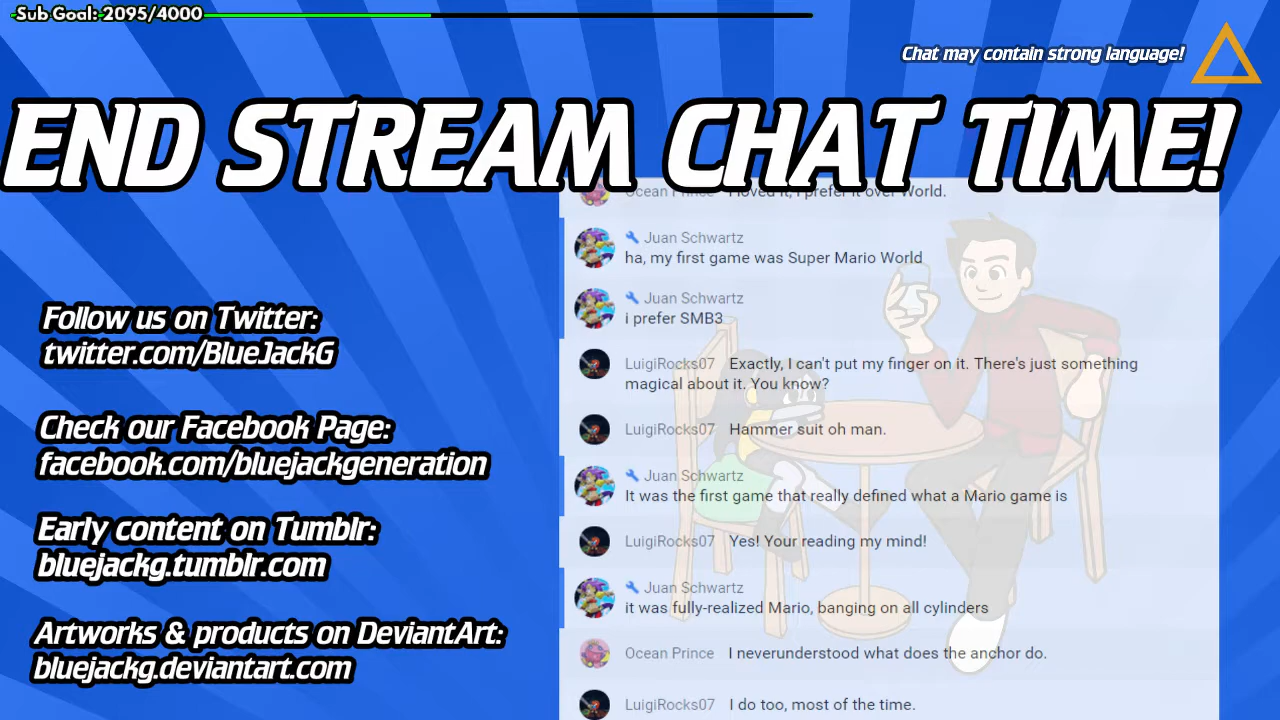 Sub Goal: 2095/4000
Chat may contain strong language!
END STREAM CHAT TIME!
Follow us on Twitter:
twitter.com/BlueJackG
Check our Facebook Page:
facebook.com/bluejackgeneration
Early content on Tumblr:
bluejackg.tumblr.com
Artworks & products on DeviantArt:
bluejackg.deviantart.com
Ocean Prince I loved it, I prefer it over World.
Juan Schwartz
ha, my first game was Super Mario World
Juan Schwartz
i prefer SMB3
LuigiRocks07 Exactly, I can't put my finger on it. There's just something
magical about it. You know?
LuigiRocks07 Hammer suit oh man.
Juan Schwartz
It was the first game that really defined what a Mario game is
LuigiRocks07 Yes! Your reading my mind!
Juan Schwartz
it was fully-realized Mario, banging on all cylinders
Ocean Prince I neverunderstood what does the anchor do.
LuigiRocks07 I do too, most of the time.